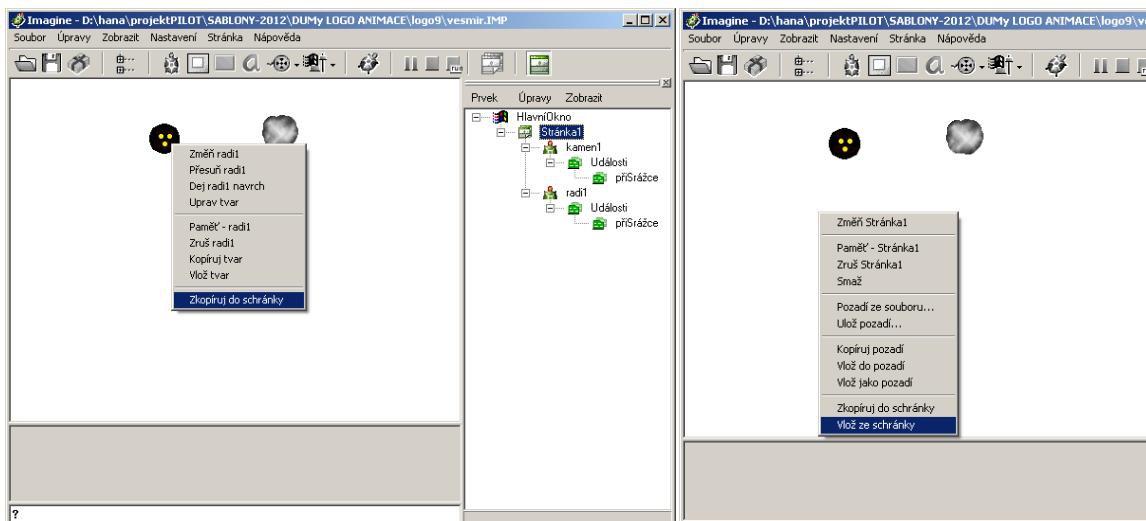 Imagine - D:\hana\projektPILOT\SABLONY-2012\DUMy LOGO ANIMACE\logo9\vesmir.IMP
Soubor Úpravy Zobrazit Nastavení Stránka Nápověda
Prvek Úpravy Zobrazit
HlavníOkno
Stránka1
kamen1
Události
přiSrážce
radi1
Události
přiSrážce
Změň radi1
Přesuň radi1
Dej radi1 navrch
Uprav tvar
Paměť - radi1
Zruš radi1
Kopíruj tvar
Vlož tvar
Zkopíruj do schránky
?
Imagine - D:\hana\projektPILOT\SABLONY-2012\DUMy LOGO ANIMACE\logo9\ve
Soubor Úpravy Zobrazit Nastavení Stránka Nápověda
Změň Stránka1
Paměť - Stránka1
Zruš Stránka1
Smaž
Pozadí ze souboru...
Ulož pozadí...
Kopíruj pozadí
Vlož do pozadí
Vlož jako pozadí
Zkopíruj do schránky
Vlož ze schránky